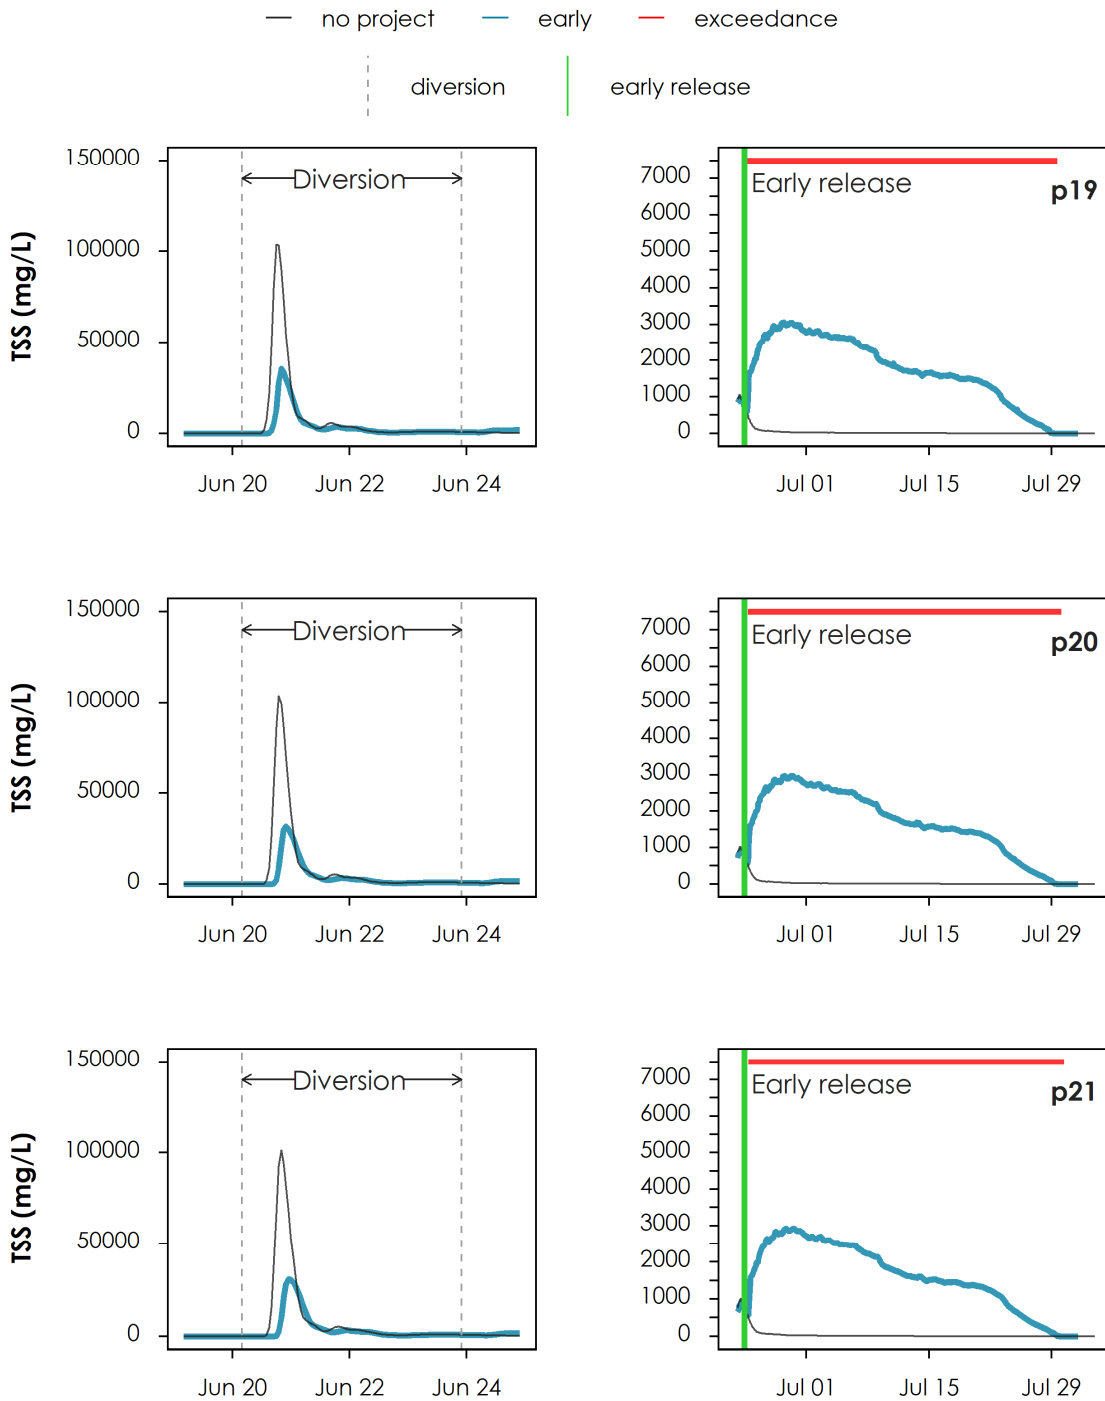 no project early exceedance
diversion early release
TSS (mg/L)
150000
100000
50000
0
Diversion
Jun 20 Jun 22 Jun 24
7000
6000
5000
4000
3000
2000
1000
0
Early release
p19
Jul 01 Jul 15 Jul 29
TSS (mg/L)
150000
100000
50000
0
Diversion
Jun 20 Jun 22 Jun 24
7000
6000
5000
4000
3000
2000
1000
0
Early release
p20
Jul 01 Jul 15 Jul 29
TSS (mg/L)
150000
100000
50000
0
Diversion
Jun 20 Jun 22 Jun 24
7000
6000
5000
4000
3000
2000
1000
0
Early release
p21
Jul 01 Jul 15 Jul 29